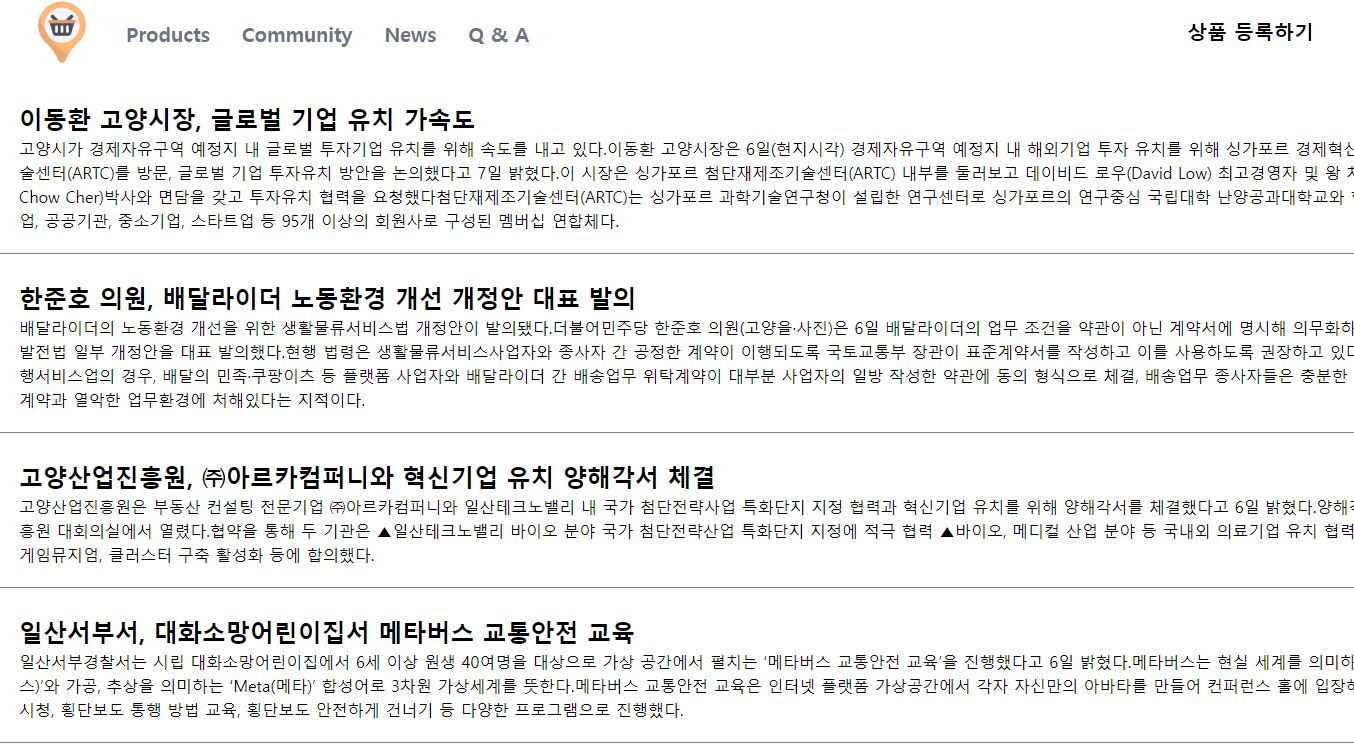 Products Community News Q & A 상품 등록하기
이동환 고양시장, 글로벌 기업 유치 가속도
고양시가 경제자유구역 예정지 내 글로벌 투자기업 유치를 위해 속도를 내고 있다.이동환 고양시장은 6일(현지시각) 경제자유구역 예정지 내 해외기업 투자 유치를 위해 싱가포르 경제혁신
술센터(ARTC)를 방문, 글로벌 기업 투자유치 방안을 논의했다고 7일 밝혔다.이 시장은 싱가포르 첨단재제조기술센터(ARTC) 내부를 둘러보고 데이비드 로우(David Low) 최고경영자 및 왕 차
Chow Cher)박사와 면담을 갖고 투자유치 협력을 요청했다첨단재제조기술센터(ARTC)는 싱가포르 과학기술연구청이 설립한 연구센터로 싱가포르의 연구중심 국립대학 난양공과대학교와
업, 공공기관, 중소기업, 스타트업 등 95개 이상의 회원사로 구성된 멤버십 연합체다.
한준호 의원, 배달라이더 노동환경 개선 개정안 대표 발의
배달라이더의 노동환경 개선을 위한 생활물류서비스법 개정안이 발의됐다.더불어민주당 한준호 의원(고양을·사진)은 6일 배달라이더의 업무 조건을 약관이 아닌 계약서에 명시해 의무화하
발전법 일부 개정안을 대표 발의했다.현행 법령은 생활물류서비스사업자와 종사자 간 공정한 계약이 이행되도록 국토교통부 장관이 표준계약서를 작성하고 이를 사용하도록 권장하고 있다
행서비스업의 경우, 배달의 민족·쿠팡이츠 등 플랫폼 사업자와 배달라이더 간 배송업무 위탁계약이 대부분 사업자의 일방 작성한 약관에 동의 형식으로 체결, 배송업무 종사자들은 충분한
계약과 열악한 업무환경에 처해있다는 지적이다.
고양산업진흥원, ㈜아르카컴퍼니와 혁신기업 유치 양해각서 체결
고양산업진흥원은 부동산 컨설팅 전문기업 ㈜아르카컴퍼니와 일산테크노밸리 내 국가 첨단전략사업 특화단지 지정 협력과 혁신기업 유치를 위해 양해각서를 체결했다고 6일 밝혔다.양해각
흥원 대회의실에서 열렸다.협약을 통해 두 기관은 ▲일산테크노밸리 바이오 분야 국가 첨단전략산업 특화단지 지정에 적극 협력 ▲바이오, 메디컬 산업 분야 등 국내외 의료기업 유치 협력
게임뮤지엄, 클러스터 구축 활성화 등에 합의했다.
일산서부서, 대화소망어린이집서 메타버스 교통안전 교육
일산서부경찰서는 시립 대화소망어린이집에서 6세 이상 원생 40여명을 대상으로 가상 공간에서 펼치는 ‘메타버스 교통안전 교육’을 진행했다고 6일 밝혔다.메타버스는 현실 세계를 의미하
스)’와 가공, 추상을 의미하는 ‘Meta(메타)’ 합성어로 3차원 가상세계를 뜻한다.메타버스 교통안전 교육은 인터넷 플랫폼 가상공간에서 각자 자신만의 아바타를 만들어 컨퍼런스 홀에 입장하
시청, 횡단보도 통행 방법 교육, 횡단보도 안전하게 건너기 등 다양한 프로그램으로 진행했다.